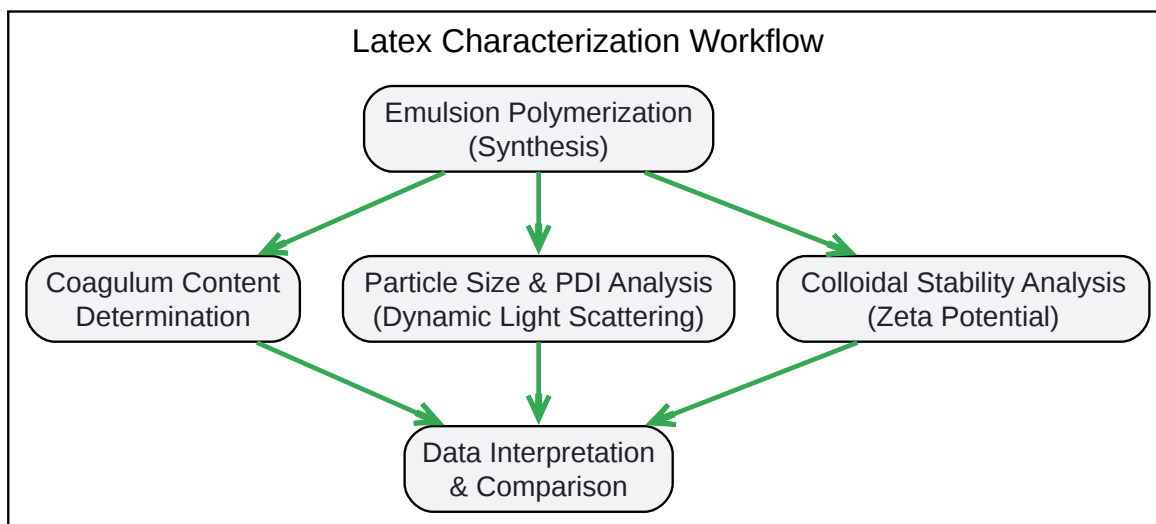 Latex Characterization Workflow
Emulsion Polymerization
(Synthesis)
Coagulum Content
Determination
Particle Size & PDI Analysis
(Dynamic Light Scattering)
Colloidal Stability Analysis
(Zeta Potential)
Data Interpretation
& Comparison